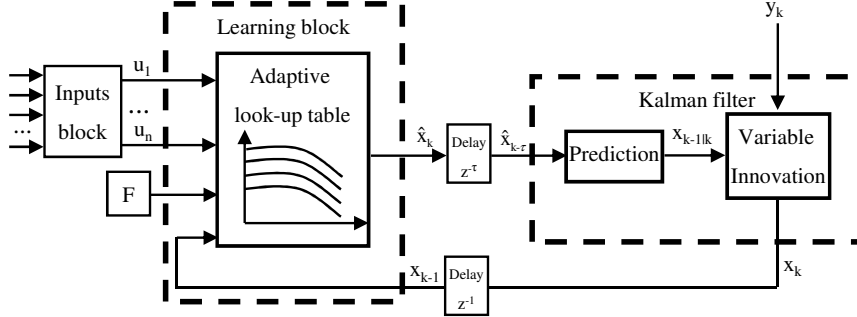 y_k
Learning block
Kalman filter
Inputs
block
...
u_1
...
u_n
F
Adaptive
look-up table
x̂_k
Delay
z^-τ
x̂_k-τ
Prediction
x_k-1|k
Variable
Innovation
x_k-1
Delay
z^-1
x_k